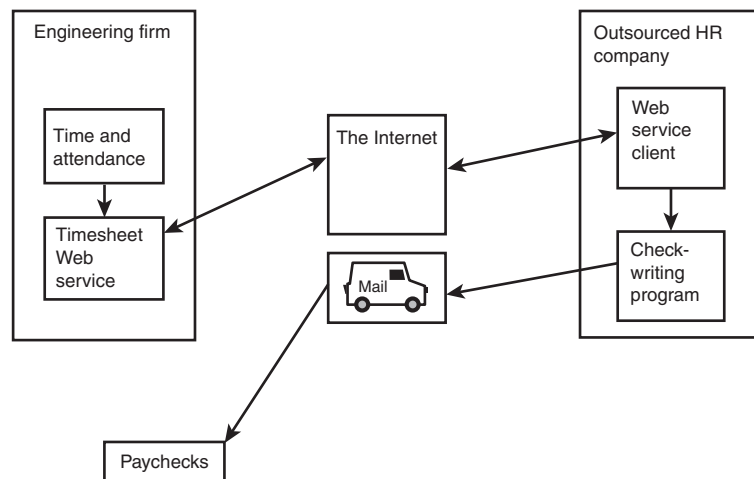 Engineering firm
Time and
attendance
Timesheet
Web
service
The Internet
Mail
Outsourced HR
company
Web
service
client
Check-
writing
program
Paychecks